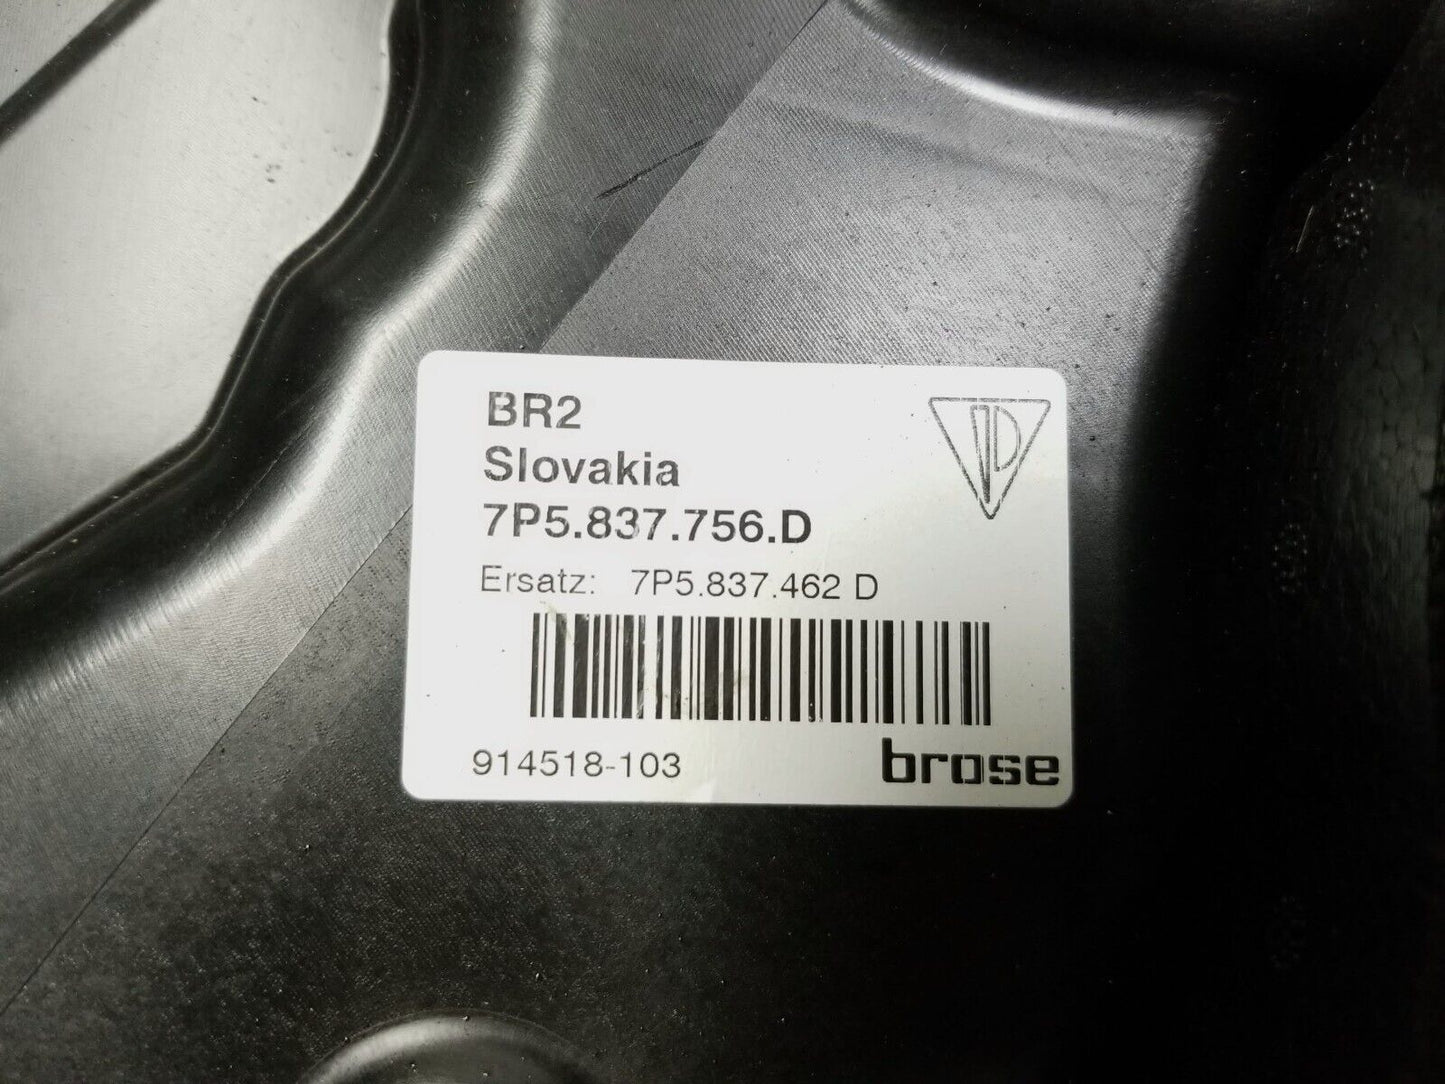 BR2
Slovakia
7P5.837.756.D
Ersatz: 7P5.837.462 D
914518-103
brose